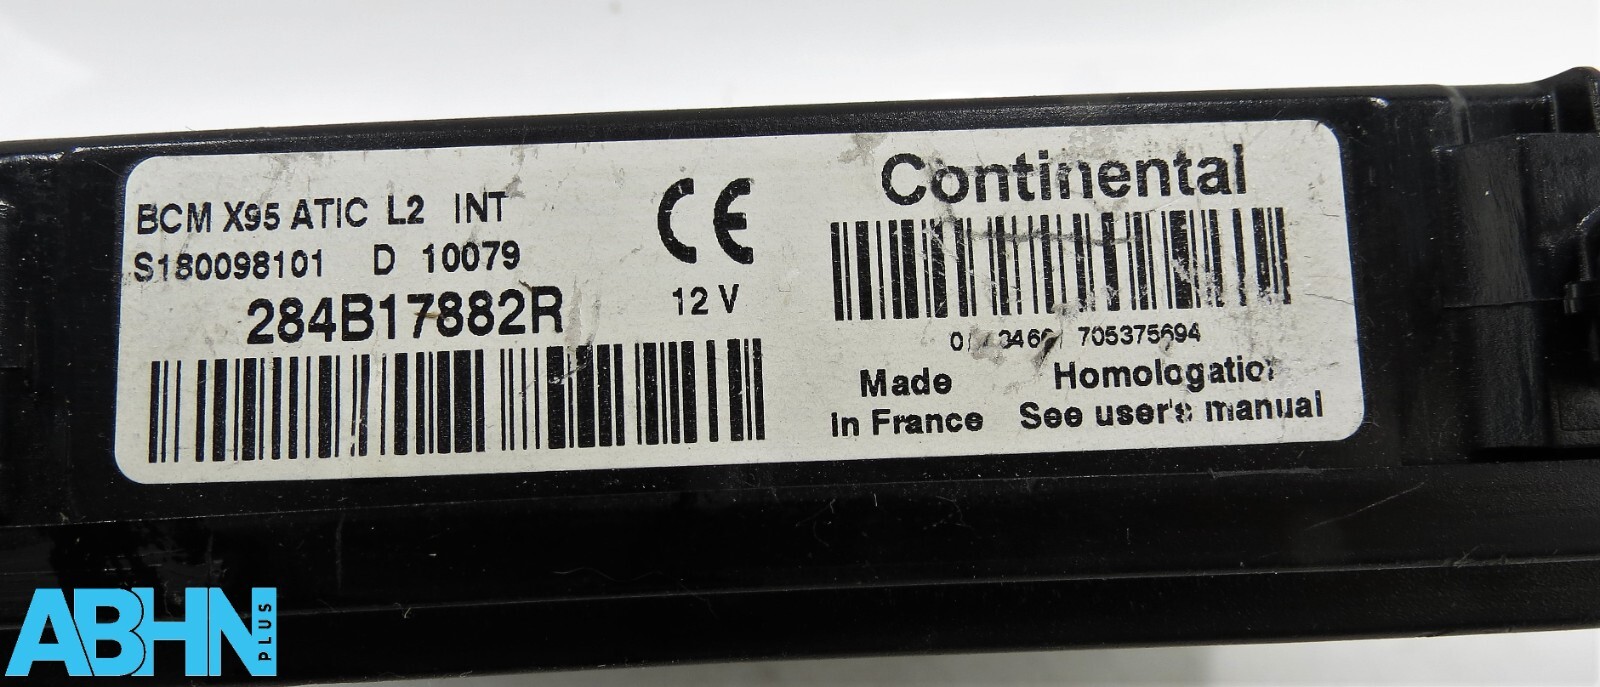 BCM X95 ATIC L2 INT
S180098101 D 10079
284B17882R
CE
12 V
Continental
705375694
Made
in France
Homologation
See user's manual
ABHN
PLUS